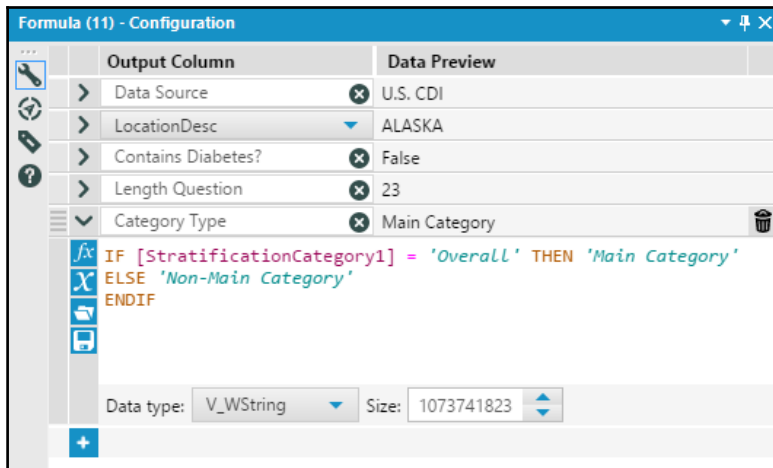 Formula (11) - Configuration
Output Column Data Preview
Data Source U.S. CDI
LocationDesc ALASKA
Contains Diabetes? False
Length Question 23
Category Type Main Category
IF [StratificationCategory1] = 'Overall' THEN 'Main Category'
ELSE 'Non-Main Category'
ENDIF
Data type: V_WString Size: 1073741823